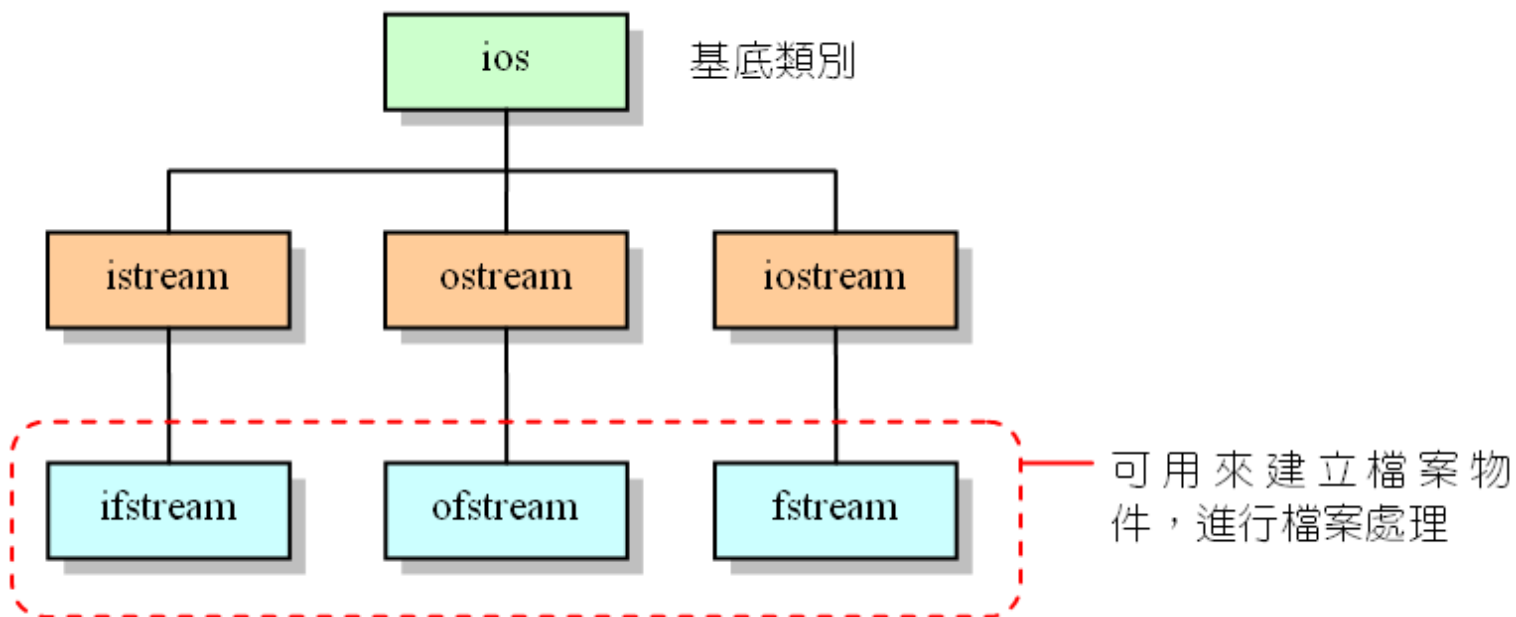 ios
基底類別
istream
ostream
iostream
ifstream
ofstream
fstream
可用來建立檔案物
件，進行檔案處理